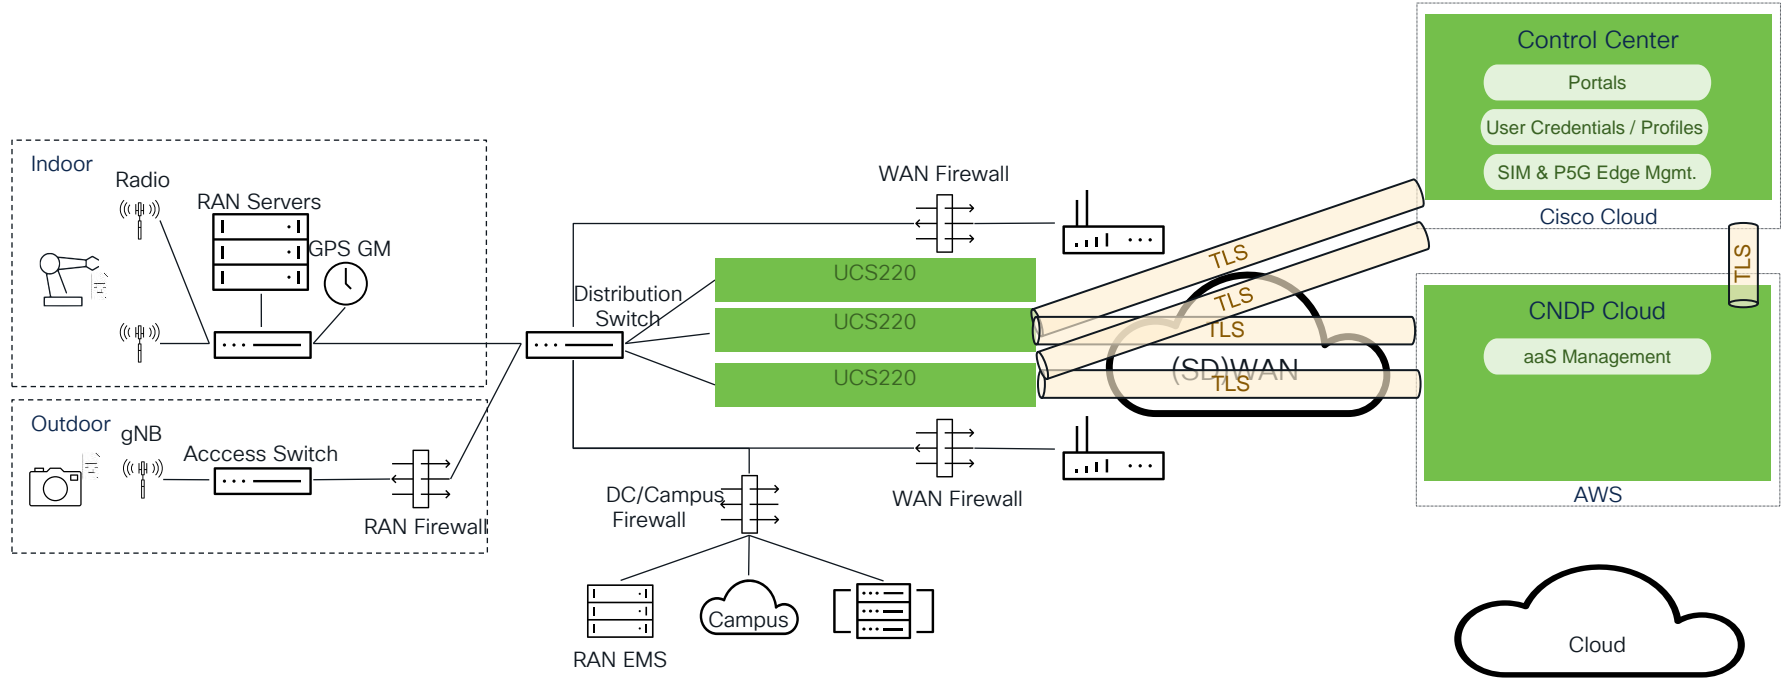 Control Center
Portals
User Credentials / Profiles
SIM & P5G Edge Mgmt.
Cisco Cloud
Indoor
Radio
RAN Servers
GPS GM
WAN Firewall
Distribution
Switch
UCS220
UCS220
UCS220
TLS
TLS
TLS
TLS
TLS
(SD)WAN
CNDP Cloud
aaS Management
AWS
Outdoor
gNB
Acccess Switch
RAN Firewall
DC/Campus
Firewall
WAN Firewall
RAN EMS
Campus
Cloud